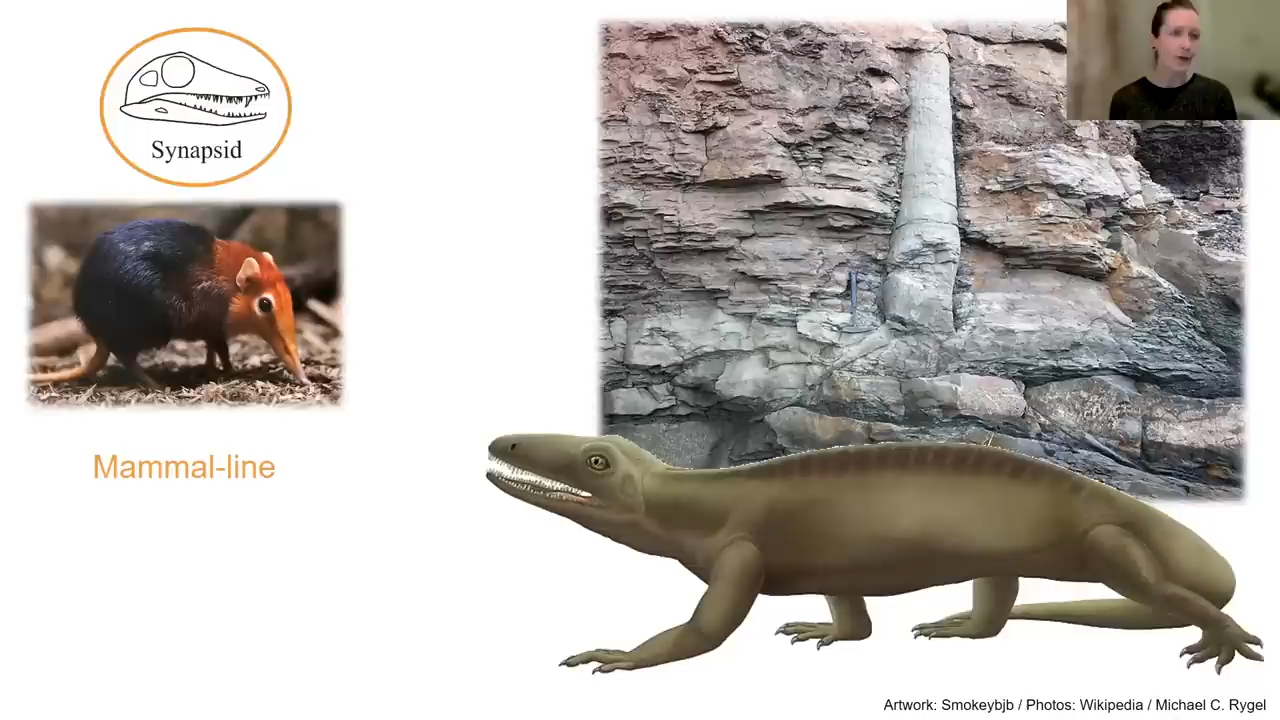 Synapsid
Mammal-line
Artwork: Smokeybjb / Photos: Wikipedia / Michael C. Rygel